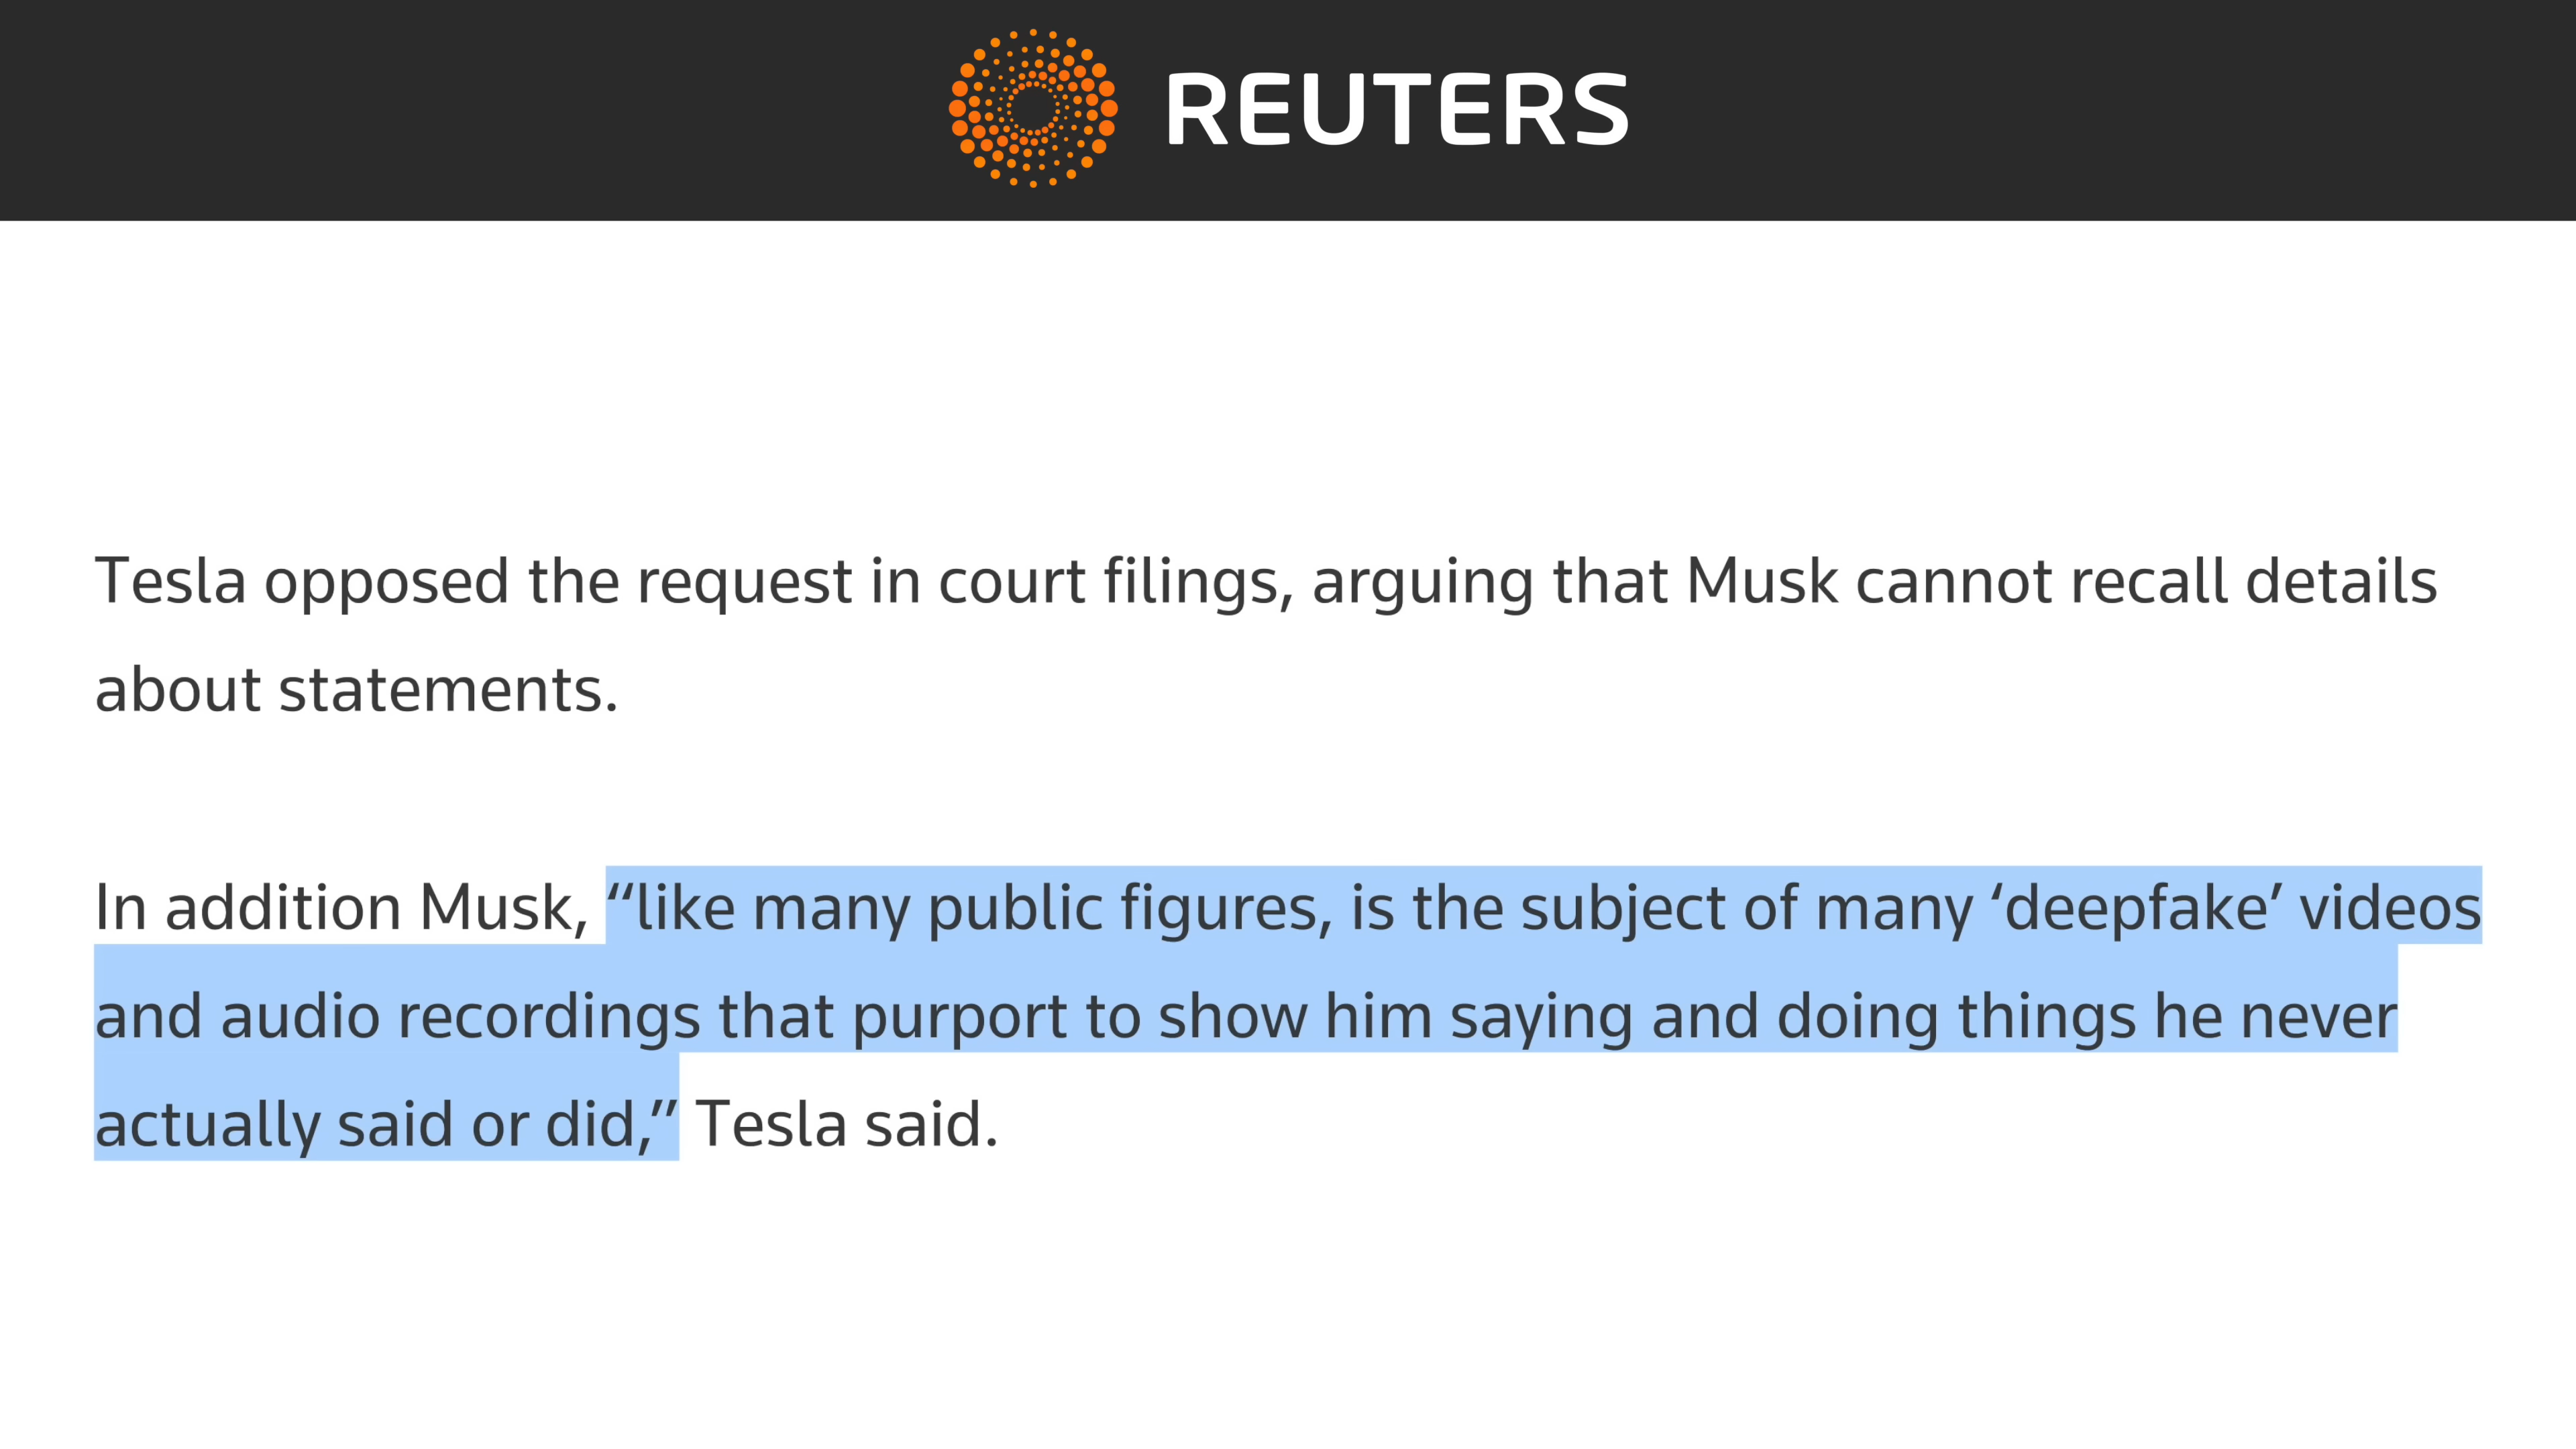 REUTERS
Tesla opposed the request in court filings, arguing that Musk cannot recall details
about statements.
In addition Musk, “like many public figures, is the subject of many ‘deepfake’ videos
and audio recordings that purport to show him saying and doing things he never
actually said or did,” Tesla said.